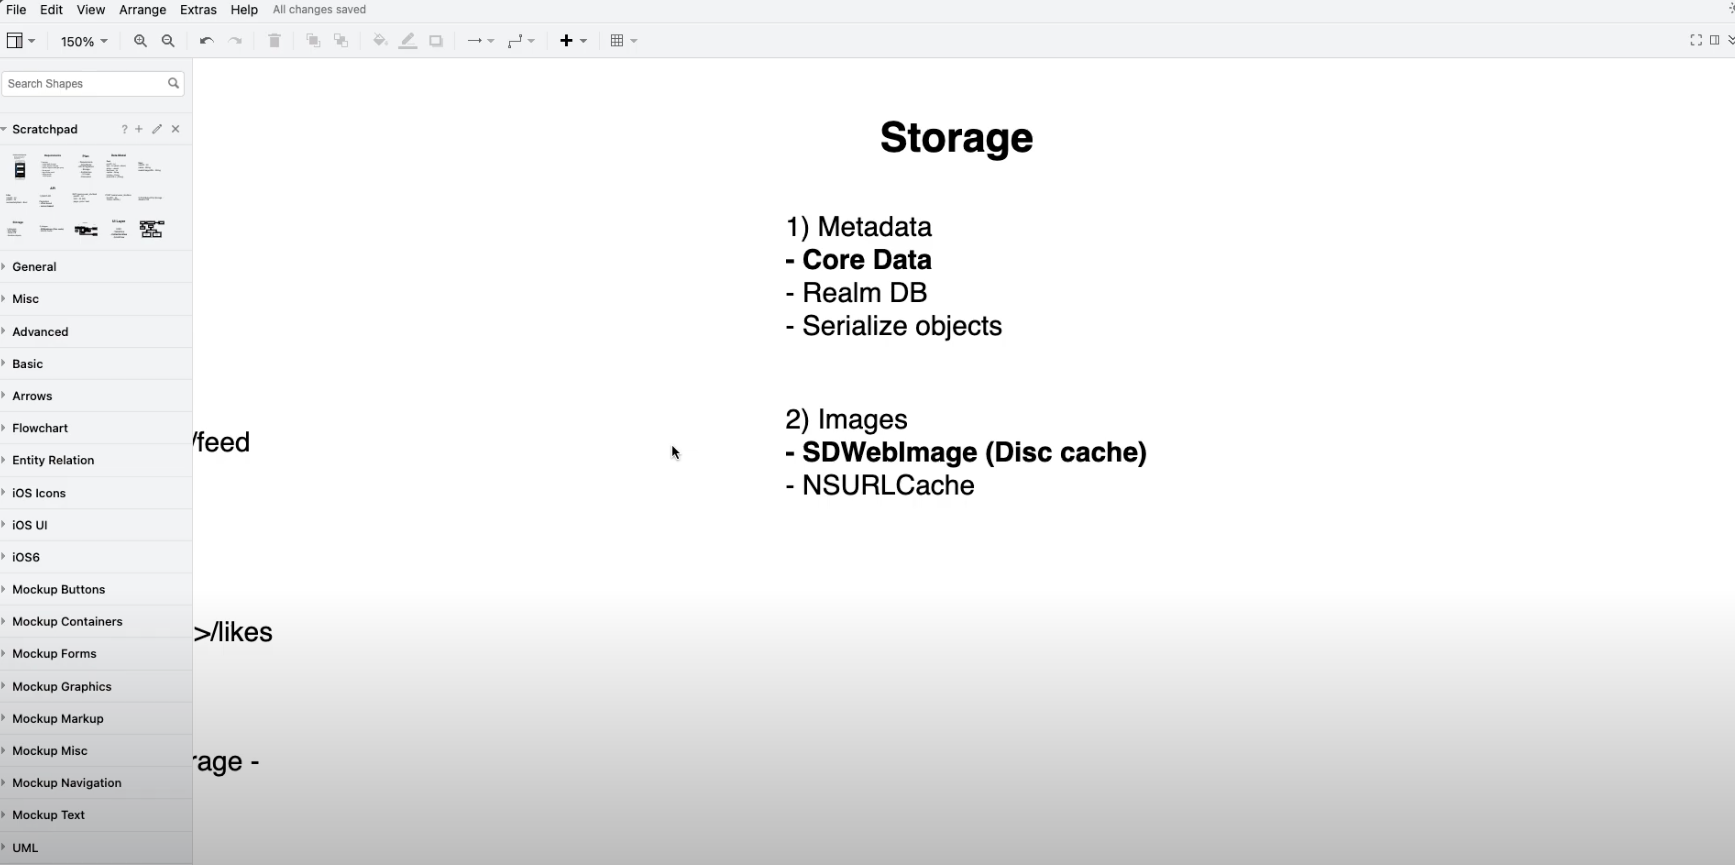 File Edit View Arrange Extras Help All changes saved
150%
Search Shapes
Scratchpad ? + ✕
General
Misc
Advanced
Basic
Arrows
Flowchart
Entity Relation
iOS Icons
iOS UI
iOS6
Mockup Buttons
Mockup Containers
Mockup Forms
Mockup Graphics
Mockup Markup
Mockup Misc
Mockup Navigation
Mockup Text
UML
/feed
>/likes
rage -
Storage
1) Metadata
- Core Data
- Realm DB
- Serialize objects
2) Images
- SDWebImage (Disc cache)
- NSURLCache